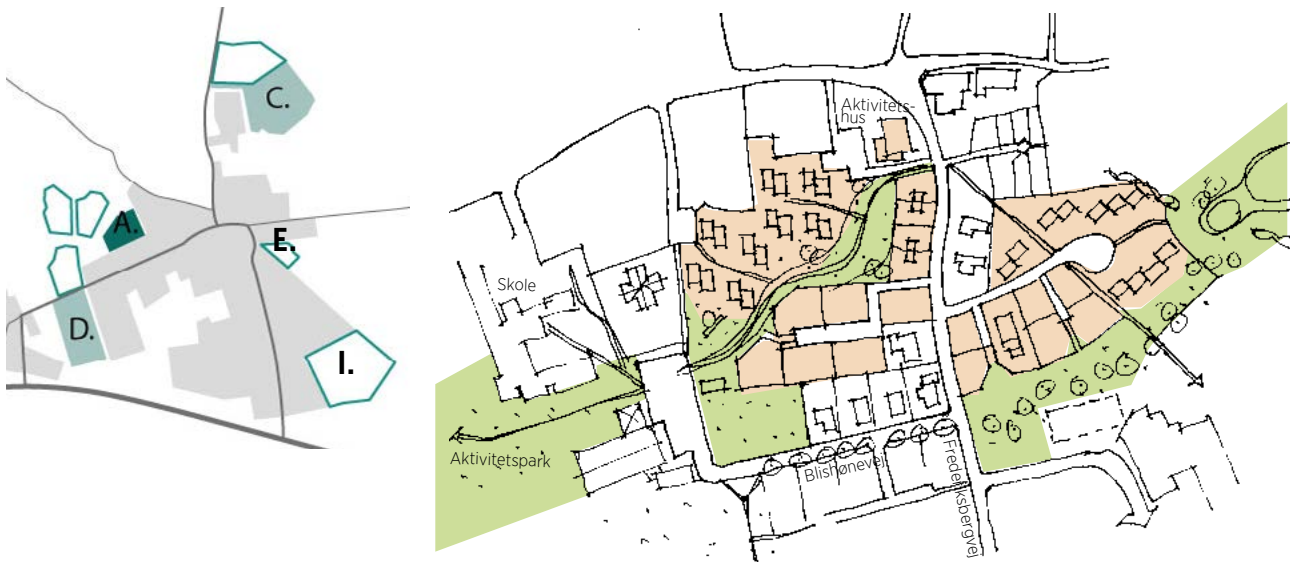 C.
A.
E.
D.
I.
Aktivitets-
hus
Skole
Aktivitetspark
Blishønevej
Frederiksbergvej